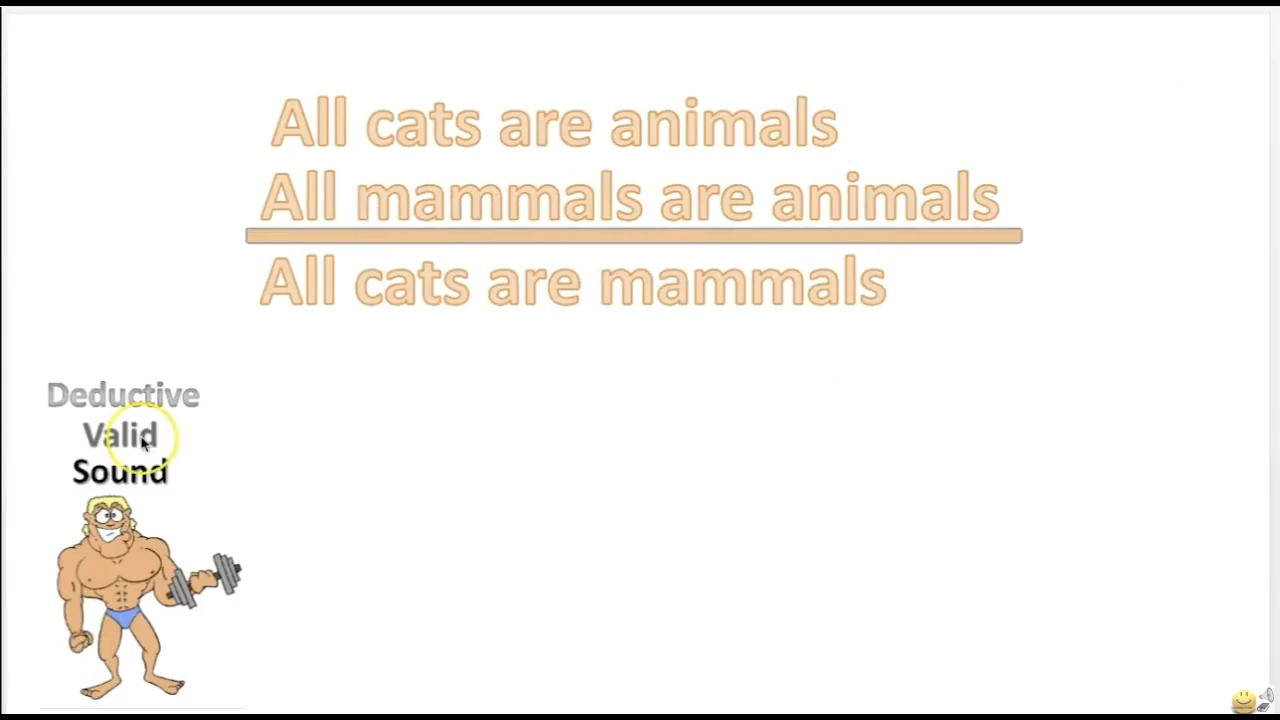 All cats are animals
All mammals are animals
All cats are mammals
Deductive
Valid
Sound